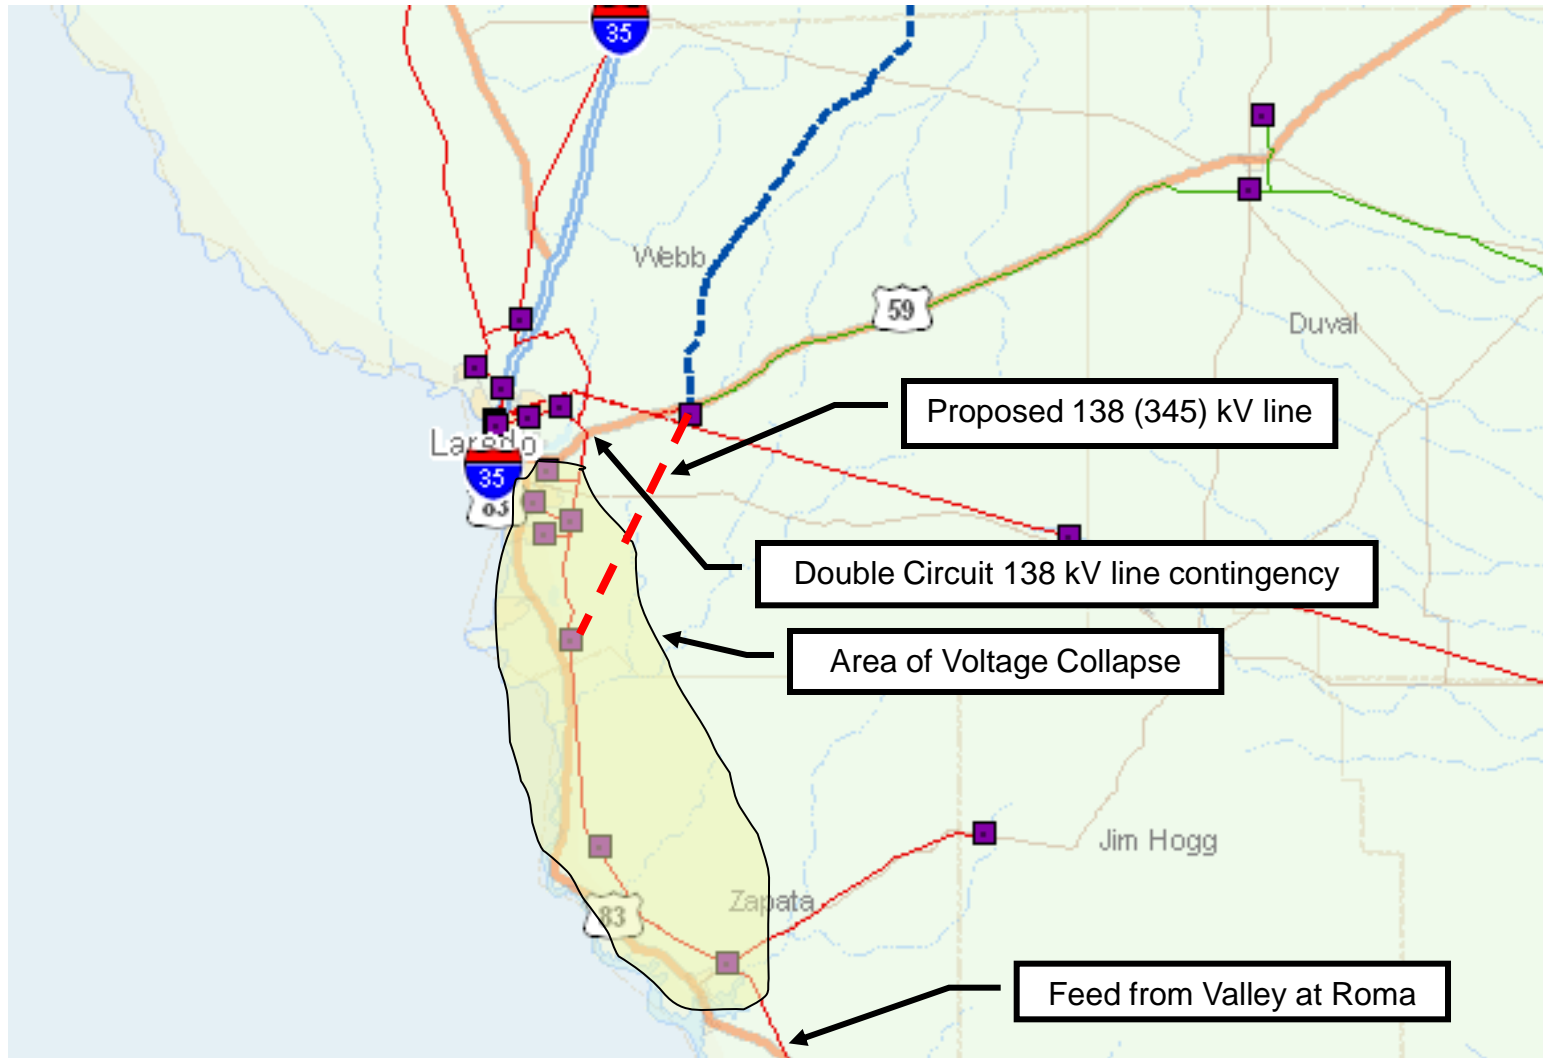 35
Webb
59
Duval
Proposed 138 (345) kV line
Laredo
35
83
Double Circuit 138 kV line contingency
Area of Voltage Collapse
Jim Hogg
Zapata
83
Feed from Valley at Roma